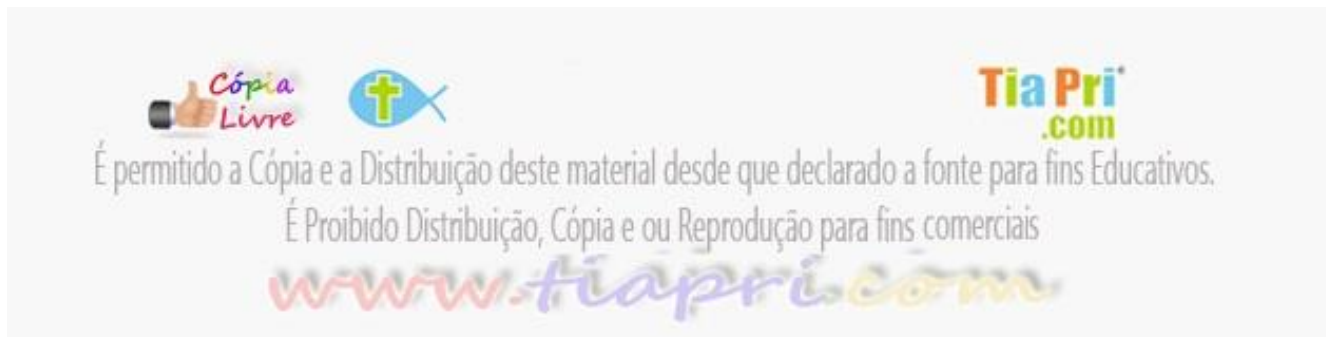 Cópia
Livre
Tia Pri
.com
É permitido a Cópia e a Distribuição deste material desde que declarado a fonte para fins Educativos.
É Proibido Distribuição, Cópia e ou Reprodução para fins comerciais
www.tiapri.com